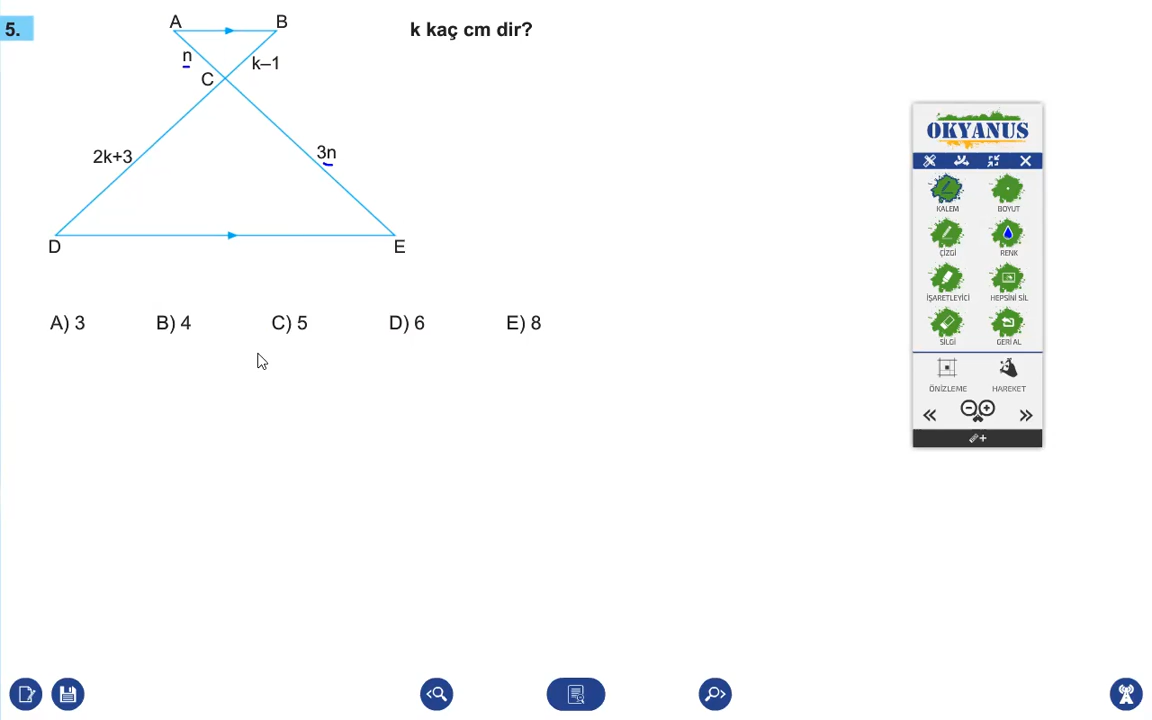 5.
k kaç cm dir?
A
B
n
k–1
C
2k+3
3n
D
E
A) 3 B) 4 C) 5 D) 6 E) 8
OKYANUS
KALEM BOYUT
ÇİZGİ RENK
İŞARETLEYİCİ HEPSİNİ SİL
SİLGİ GERİ AL
ÖNİZLEME HAREKET